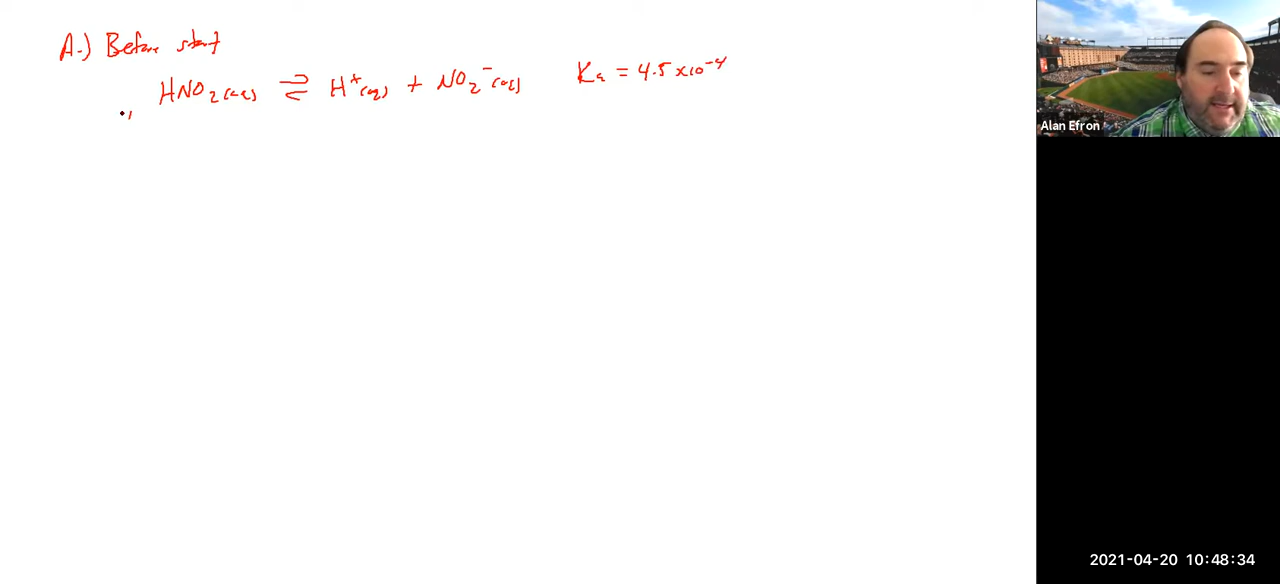 A.) Before start
HNO₂(aq) ⇌ H⁺(aq) + NO₂⁻(aq) Kₐ = 4.5 x10⁻⁴
Alan Efron
2021-04-20 10:48:34